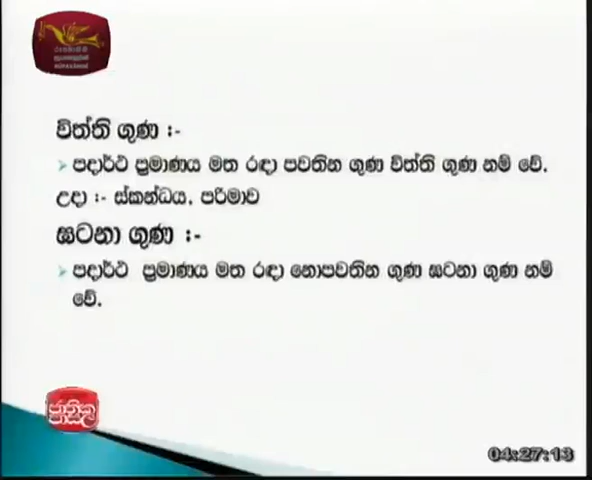 විත්ති ගුණ :-
පදාර්ථ ප්‍රමාණය මත රඳා පවතින ගුණ විත්ති ගුණ නම් වේ.
උදා :- ස්කන්ධය, පරිමාව
ඝටනා ගුණ :-
පදාර්ථ ප්‍රමාණය මත රඳා නොපවතින ගුණ ඝටනා ගුණ නම්
වේ.
ජාතික
04:27:13